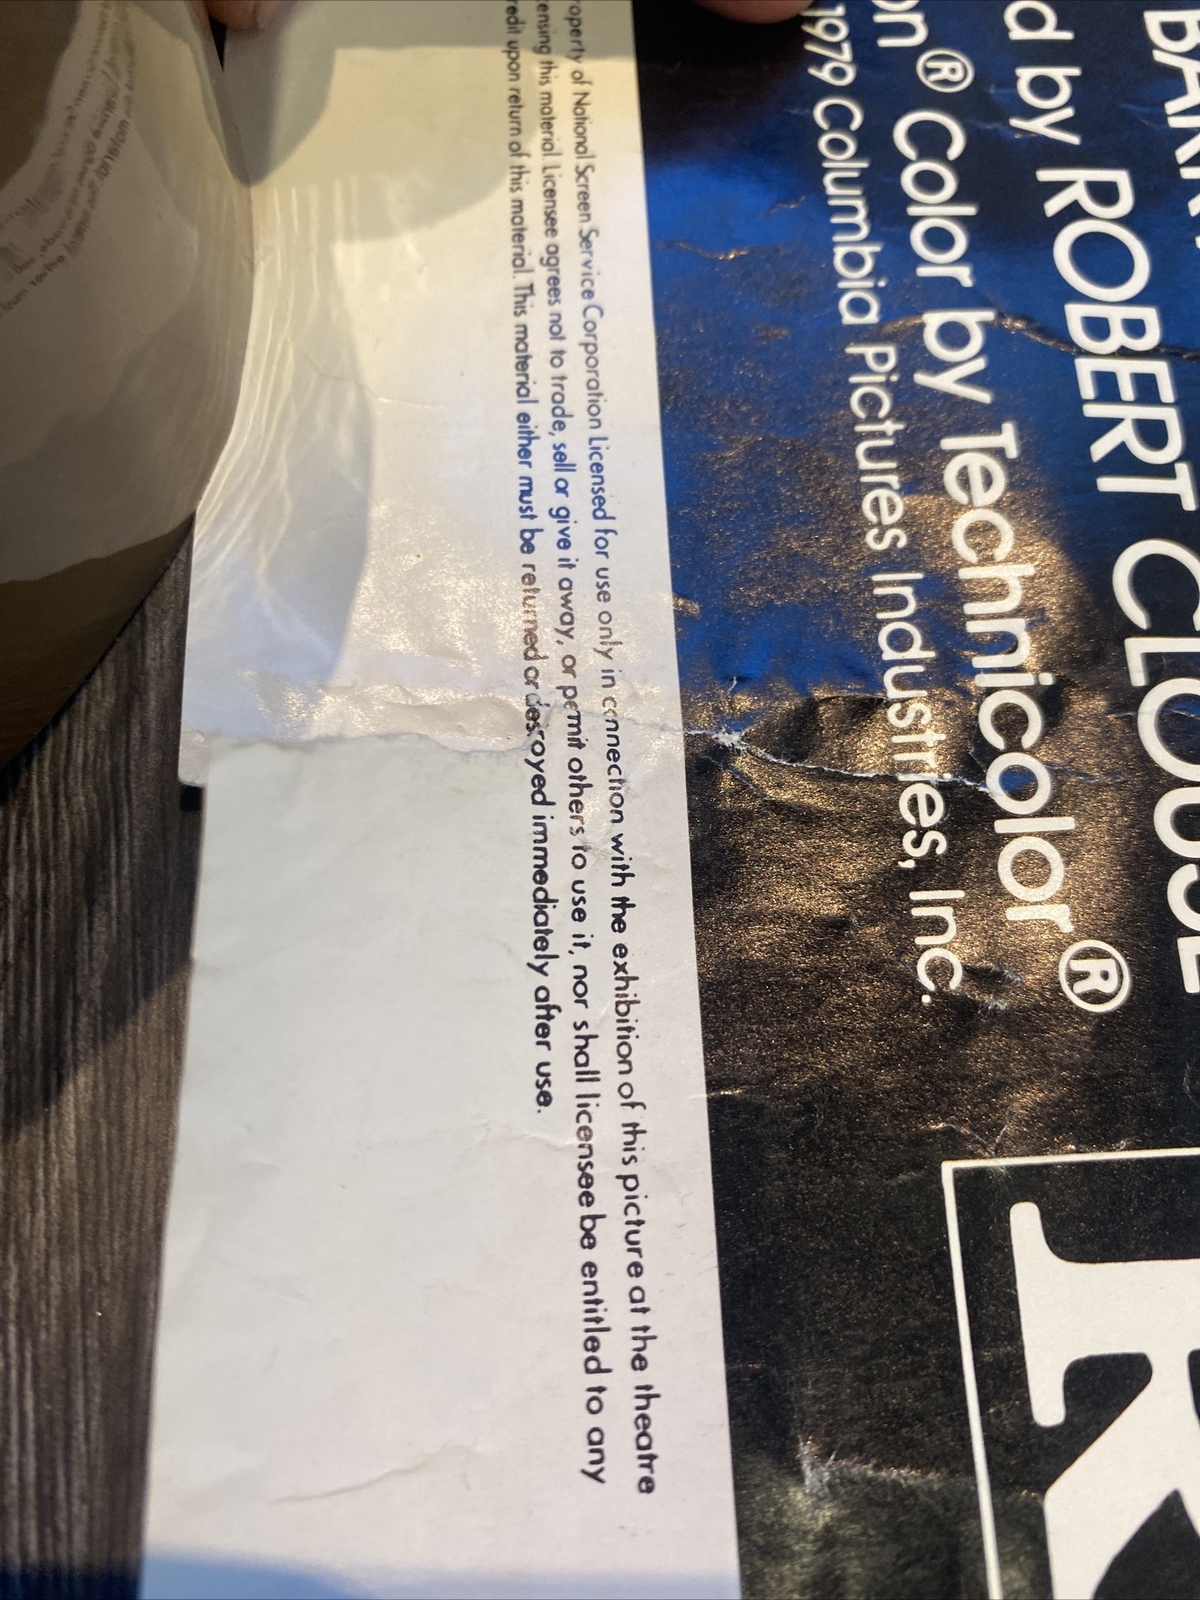 BAR
d by ROBERT CLOUSE
on® Color by Technicolor®
1979 Columbia Pictures Industries, Inc.
R
operty of National Screen Service Corporation Licensed for use only in connection with the exhibition of this picture at the theatre
ensing this material. Licensee agrees not to trade, sell or give it away, or permit others to use it, nor shall licensee be entitled to any
redit upon return of this material. This material either must be returned or destroyed immediately after use.